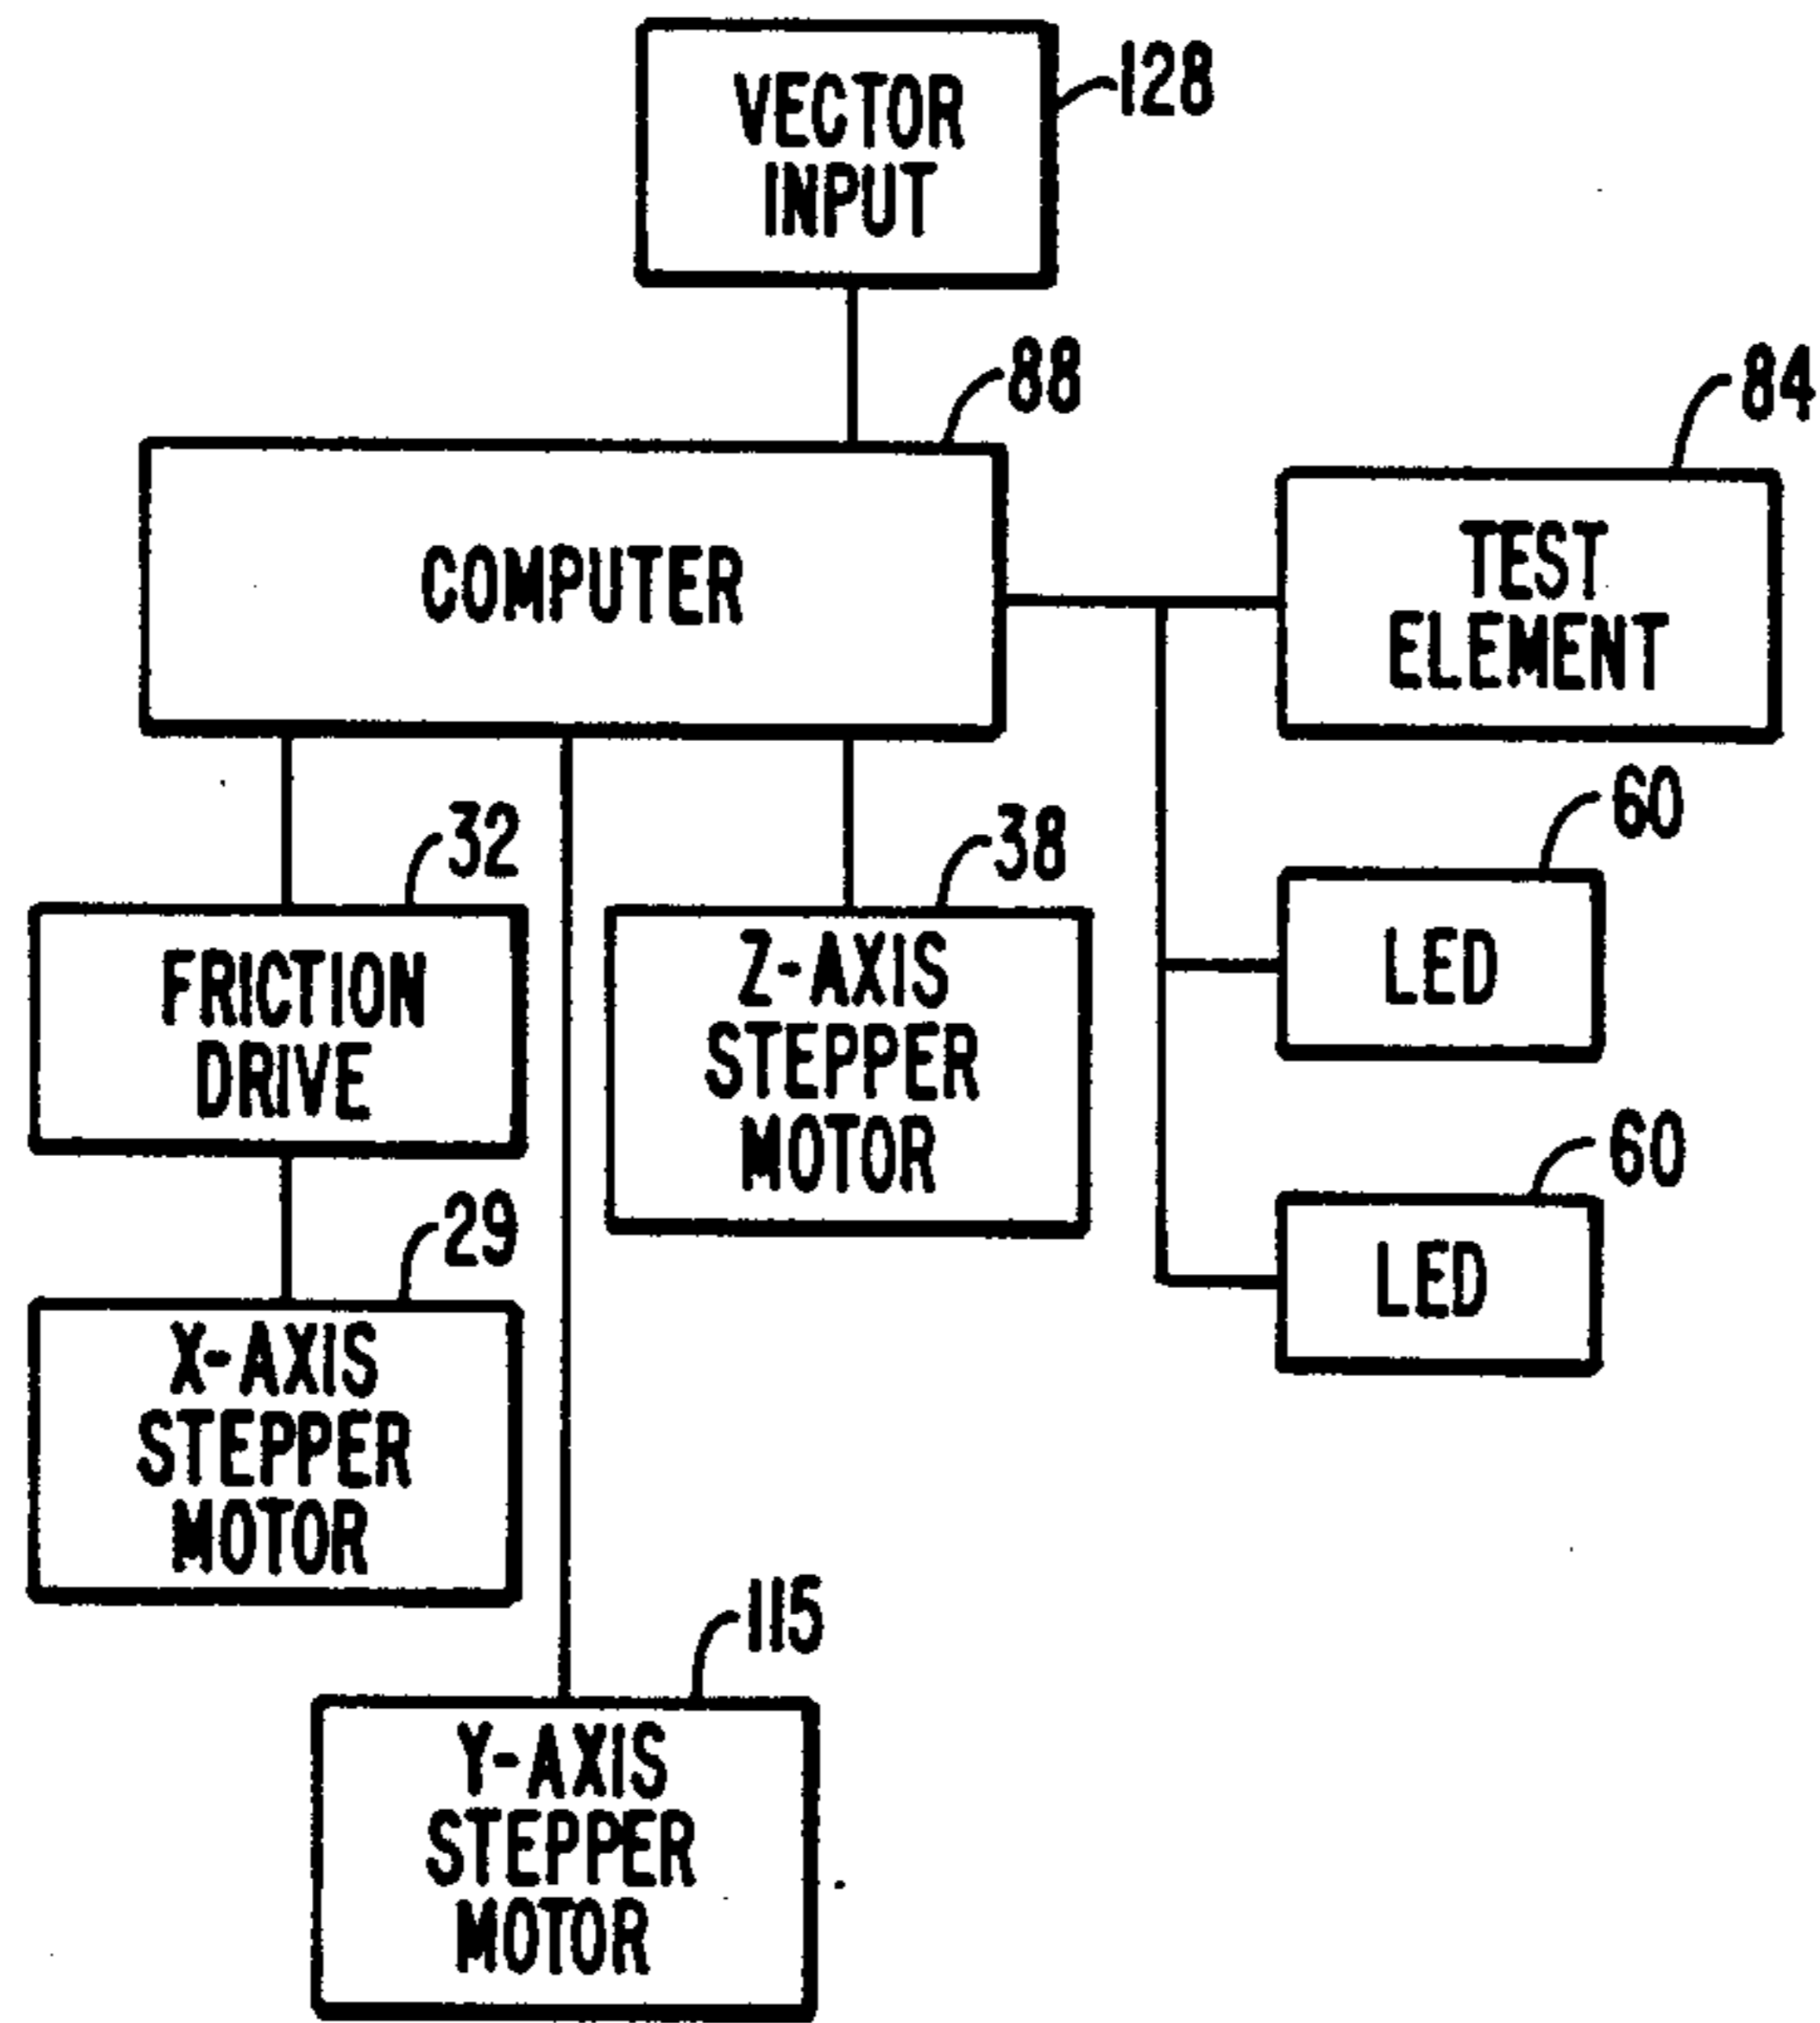 VECTOR
INPUT
128
88
COMPUTER
84
TEST
ELEMENT
32
FRICTION
DRIVE
38
Z-AXIS
STEPPER
MOTOR
60
LED
60
LED
29
X-AXIS
STEPPER
MOTOR
115
Y-AXIS
STEPPER
MOTOR